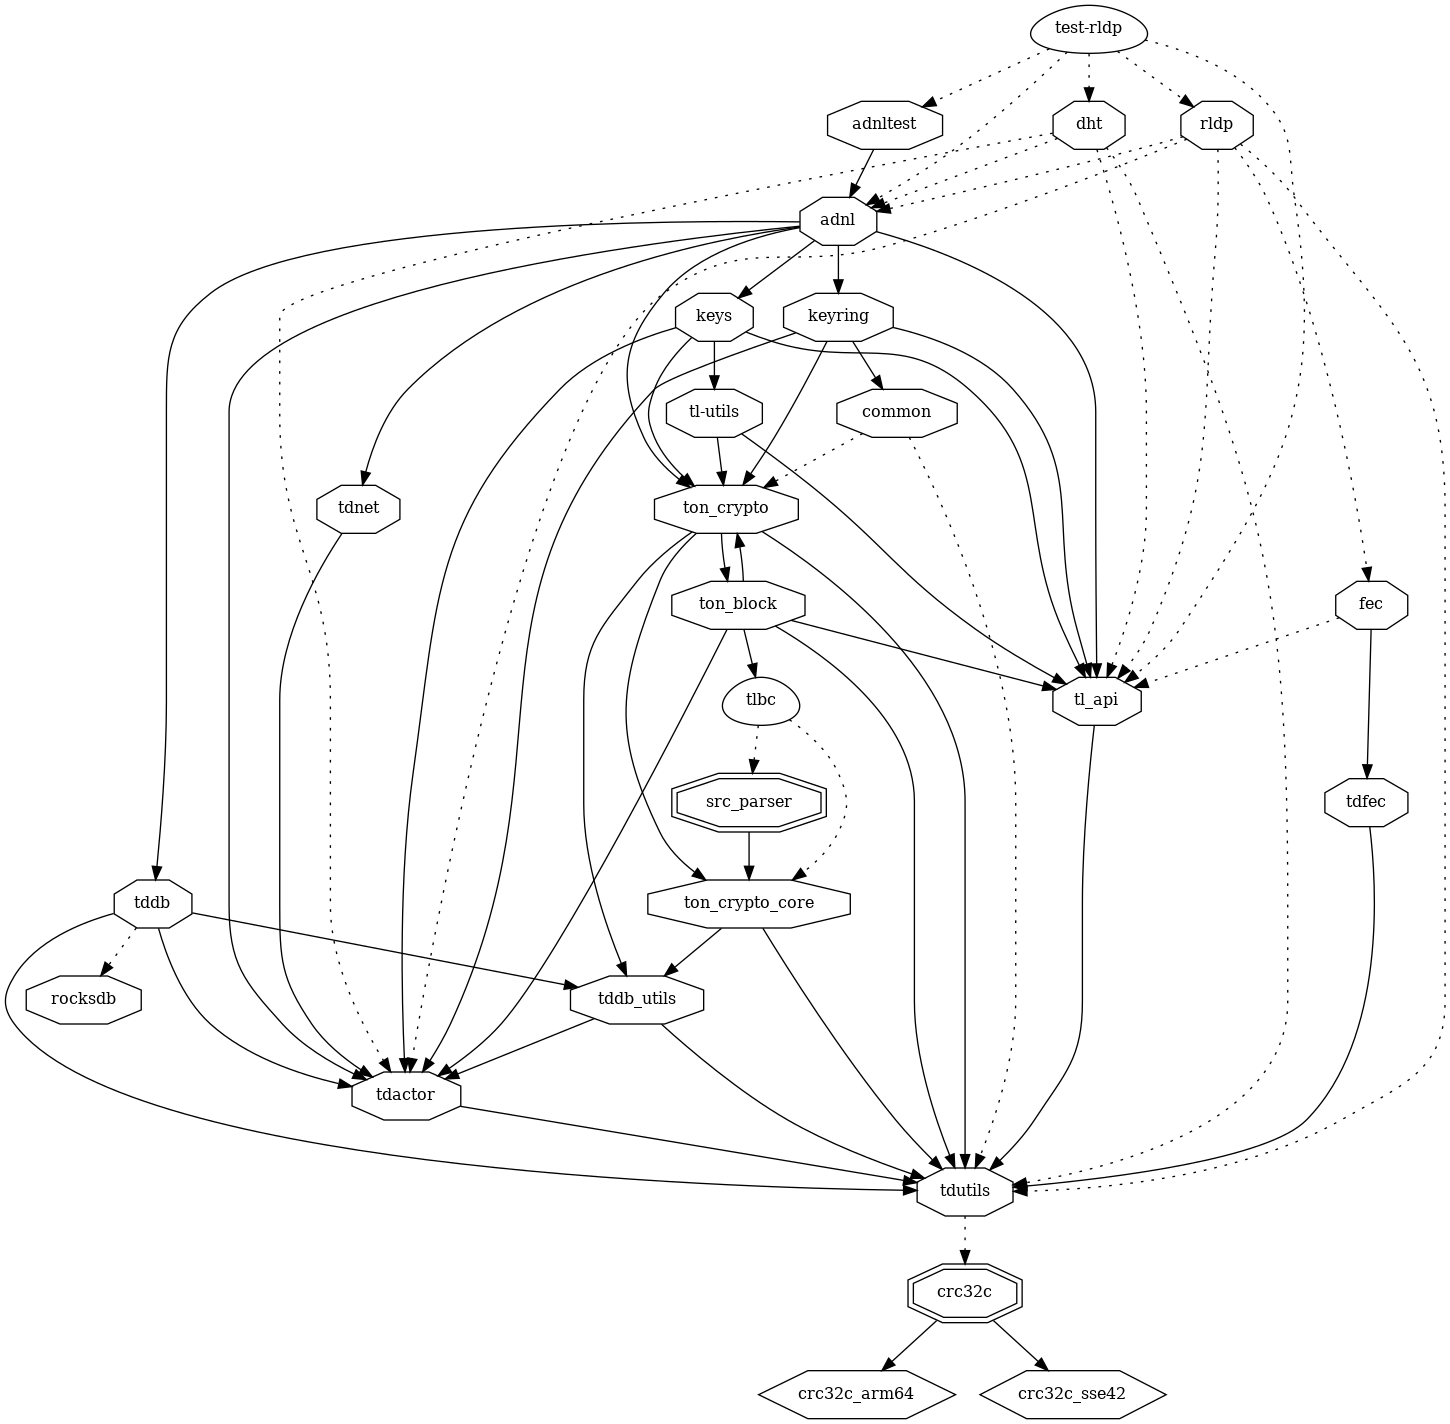 test-rldp
adnltest
dht
rldp
adnl
keys
keyring
tl-utils
common
tdnet
ton_crypto
ton_block
fec
tlbc
tl_api
src_parser
tdfec
tddb
ton_crypto_core
rocksdb
tddb_utils
tdactor
tdutils
crc32c
crc32c_arm64
crc32c_sse42